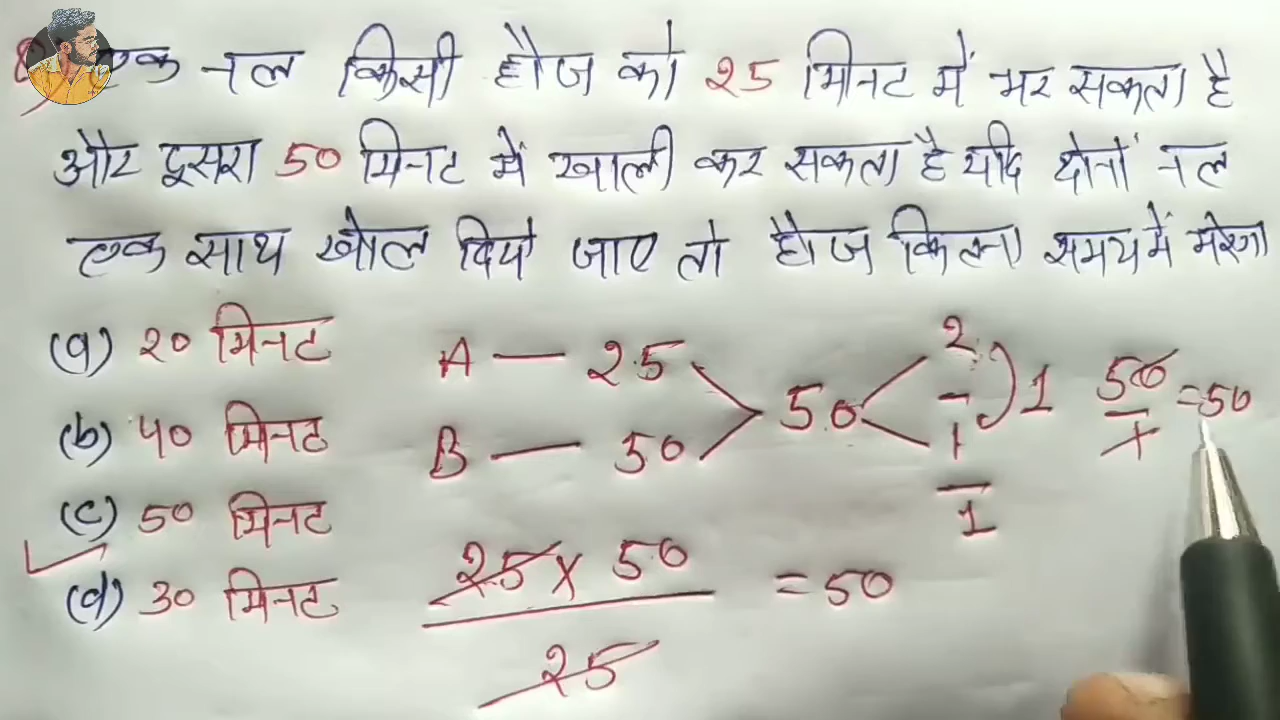 Q) एक नल किसी हौज को 25 मिनट में भर सकता है
और दूसरा 50 मिनट में खाली कर सकता है यदि दोनों नल
एक साथ खोल दिये जाए तो हौज कितना समय में भरेगा
(a) 20 मिनट
(b) 40 मिनट
(c) 50 मिनट
(d) 30 मिनट
A — 25
B — 50
50
2
-
1
1
1
50/1 = 50
25 x 50
25
= 50